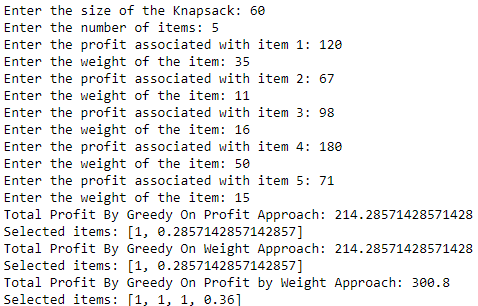 Enter the size of the Knapsack: 60
Enter the number of items: 5
Enter the profit associated with item 1: 120
Enter the weight of the item: 35
Enter the profit associated with item 2: 67
Enter the weight of the item: 11
Enter the profit associated with item 3: 98
Enter the weight of the item: 16
Enter the profit associated with item 4: 180
Enter the weight of the item: 50
Enter the profit associated with item 5: 71
Enter the weight of the item: 15
Total Profit By Greedy On Profit Approach: 214.28571428571428
Selected items: [1, 0.2857142857142857]
Total Profit By Greedy On Weight Approach: 214.28571428571428
Selected items: [1, 0.2857142857142857]
Total Profit By Greedy On Profit by Weight Approach: 300.8
Selected items: [1, 1, 1, 0.36]